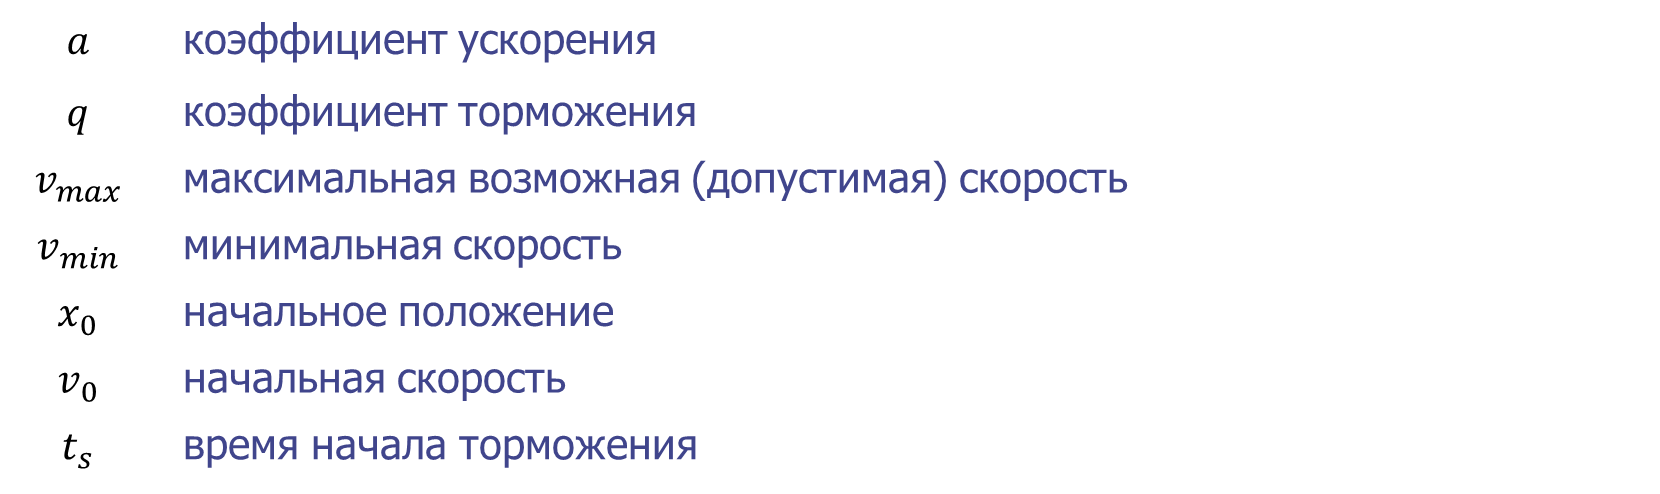 a коэффициент ускорения
q коэффициент торможения
v_max максимальная возможная (допустимая) скорость
v_min минимальная скорость
x_0 начальное положение
v_0 начальная скорость
t_s время начала торможения